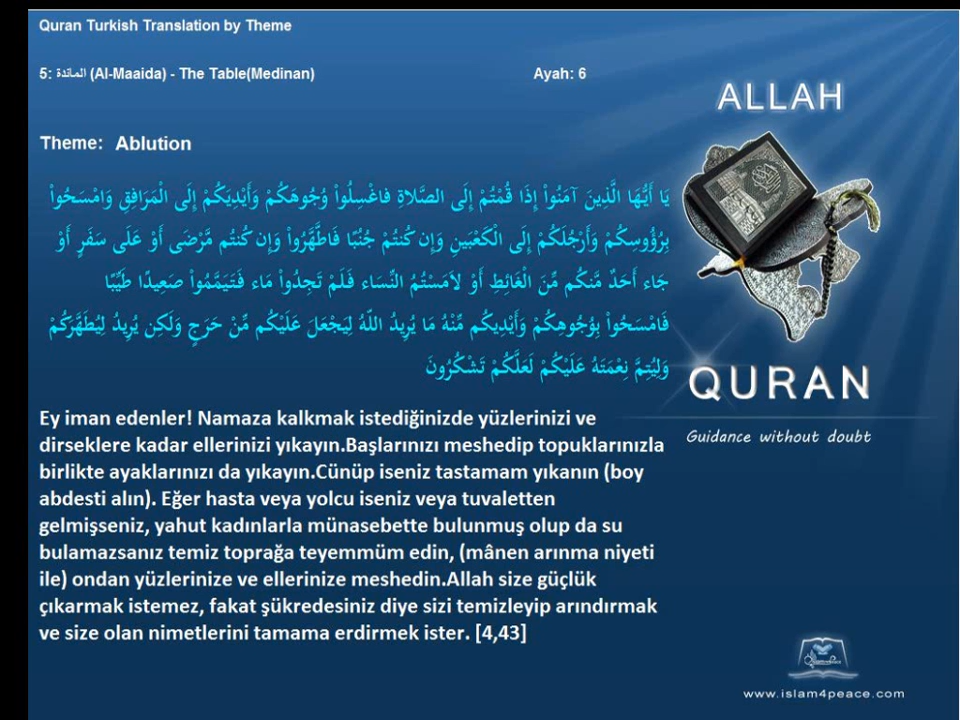 Quran Turkish Translation by Theme
5: المائدة (Al-Maaida) - The Table(Medinan) Ayah: 6
ALLAH
Theme: Ablution
يَا أَيُّهَا الَّذِينَ آمَنُواْ إِذَا قُمْتُمْ إِلَى الصَّلاةِ فاغْسِلُواْ وُجُوهَكُمْ وَأَيْدِيَكُمْ إِلَى الْمَرَافِقِ وَامْسَحُواْ
بِرُؤُوسِكُمْ وَأَرْجُلَكُمْ إِلَى الْكَعْبَينِ وَإِن كُنتُمْ جُنُبًا فَاطَّهَّرُواْ وَإِن كُنتُم مَّرْضَى أَوْ عَلَى سَفَرٍ أَوْ
جَاء أَحَدٌ مَّنكُم مِّنَ الْغَائِطِ أَوْ لاَمَسْتُمُ النِّسَاء فَلَمْ تَجِدُواْ مَاء فَتَيَمَّمُواْ صَعِيدًا طَيِّبًا
فَامْسَحُواْ بِوُجُوهِكُمْ وَأَيْدِيكُم مِّنْهُ مَا يُرِيدُ اللّهُ لِيَجْعَلَ عَلَيْكُم مِّنْ حَرَجٍ وَلَكِن يُرِيدُ لِيُطَهَّرَكُمْ
وَلِيُتِمَّ نِعْمَتَهُ عَلَيْكُمْ لَعَلَّكُمْ تَشْكُرُونَ
QURAN
Guidance without doubt
Ey iman edenler! Namaza kalkmak istediğinizde yüzlerinizi ve
dirseklere kadar ellerinizi yıkayın.Başlarınızı meshedip topuklarınızla
birlikte ayaklarınızı da yıkayın.Cünüp iseniz tastamam yıkanın (boy
abdesti alın). Eğer hasta veya yolcu iseniz veya tuvaletten
gelmişseniz, yahut kadınlarla münasebette bulunmuş olup da su
bulamazsanız temiz toprağa teyemmüm edin, (mânen arınma niyeti
ile) ondan yüzlerinize ve ellerinize meshedin.Allah size güçlük
çıkarmak istemez, fakat şükredesiniz diye sizi temizleyip arındırmak
ve size olan nimetlerini tamama erdirmek ister. [4,43]
www.islam4peace.com